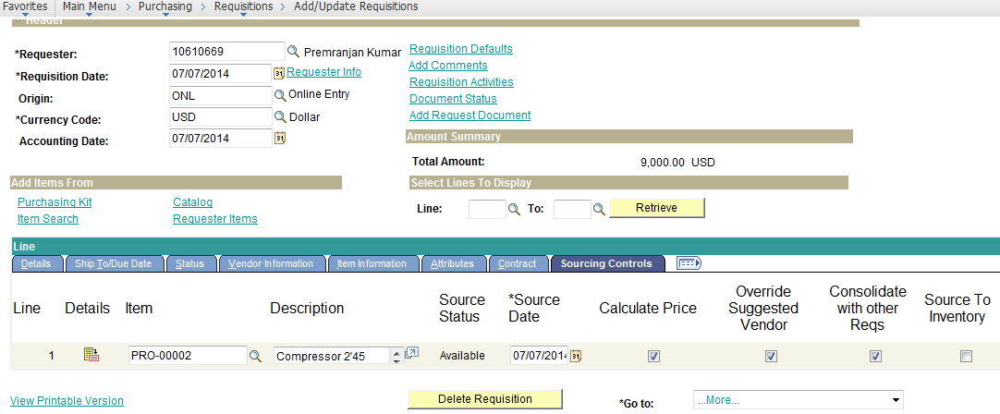 Favorites Main Menu > Purchasing > Requisitions > Add/Update Requisitions
Header
*Requester: 10610669 Premranjan Kumar
*Requisition Date: 07/07/2014 31 Requester Info
Origin: ONL Online Entry
*Currency Code: USD Dollar
Accounting Date: 07/07/2014 31
Requisition Defaults
Add Comments
Requisition Activities
Document Status
Add Request Document
Amount Summary
Total Amount: 9,000.00 USD
Add Items From
Purchasing Kit Catalog
Item Search Requester Items
Select Lines To Display
Line: To: Retrieve
Line
Details Ship To/Due Date Status Vendor Information Item Information Attributes Contract Sourcing Controls
Line Details Item Description Source Status *Source Date Calculate Price Override Suggested Vendor Consolidate with other Reqs Source To Inventory
1 PRO-00002 Compressor 2'45 Available 07/07/2014 31
View Printable Version Delete Requisition *Go to: ...More...